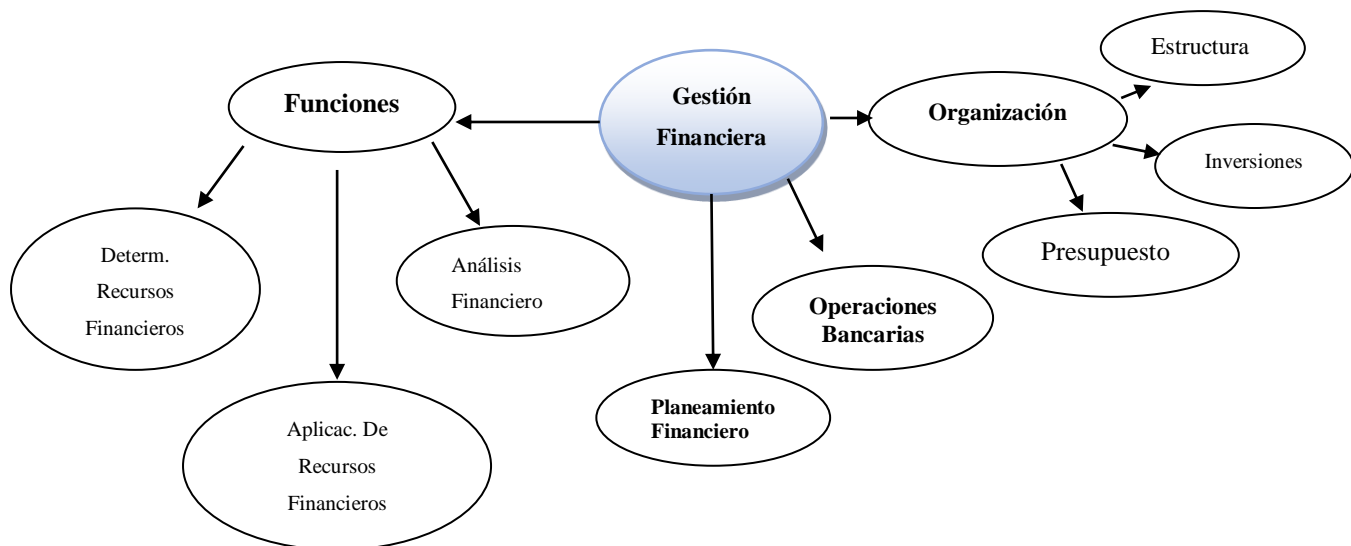 Estructura
Gestión
Financiera
Funciones
Organización
Inversiones
Determ.
Recursos
Financieros
Análisis
Financiero
Presupuesto
Operaciones
Bancarias
Planeamiento
Financiero
Aplicac. De
Recursos
Financieros